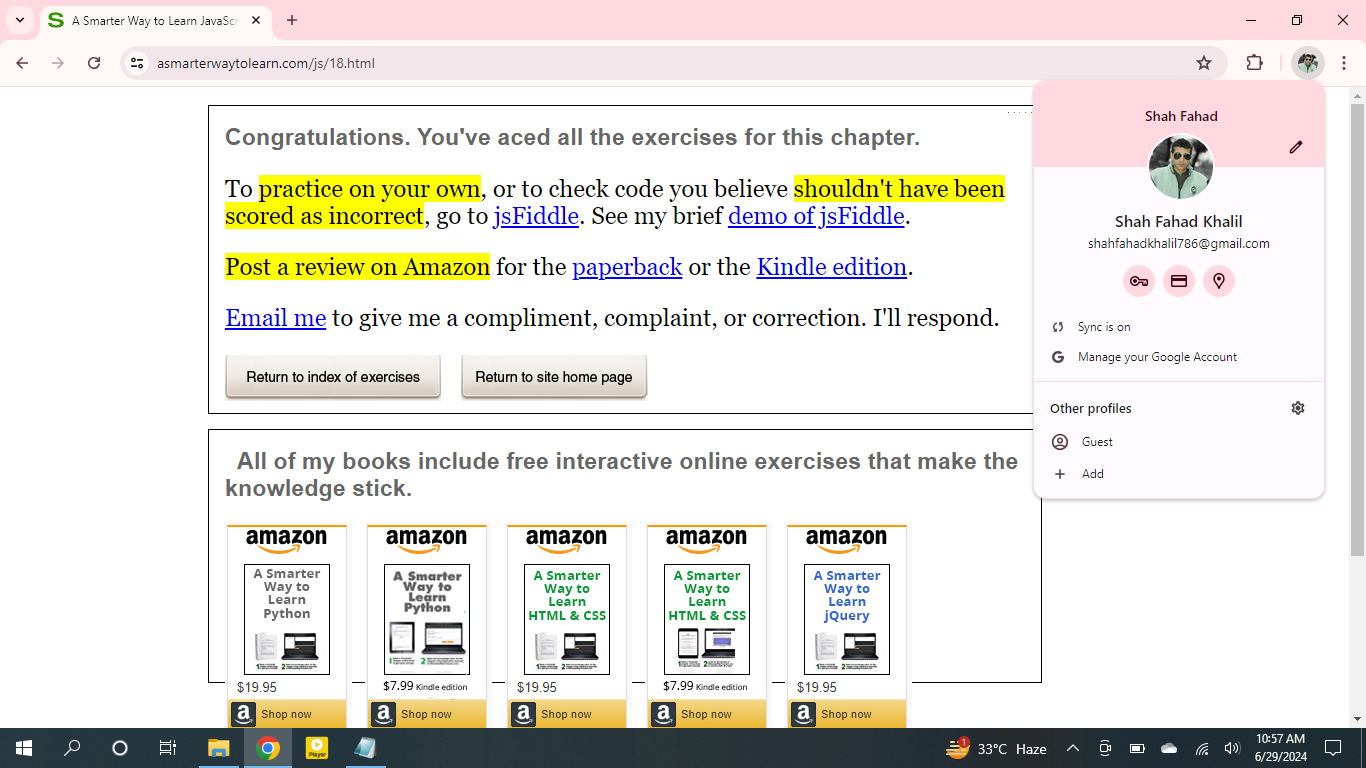 A Smarter Way to Learn JavaScr
asmarterwaytolearn.com/js/18.html
Congratulations. You've aced all the exercises for this chapter.
To practice on your own, or to check code you believe shouldn't have been
scored as incorrect, go to jsFiddle. See my brief demo of jsFiddle.
Post a review on Amazon for the paperback or the Kindle edition.
Email me to give me a compliment, complaint, or correction. I'll respond.
Return to index of exercises
Return to site home page
Shah Fahad
Shah Fahad Khalil
shahfahadkhalil786@gmail.com
Sync is on
Manage your Google Account
Other profiles
Guest
Add
All of my books include free interactive online exercises that make the
knowledge stick.
amazon
A Smarter
Way to
Learn
Python
$19.95
Shop now
amazon
A Smarter
Way to
Learn
Python
$7.99 Kindle edition
Shop now
amazon
A Smarter
Way to
Learn
HTML & CSS
$19.95
Shop now
amazon
A Smarter
Way to
Learn
HTML & CSS
$7.99 Kindle edition
Shop now
amazon
A Smarter
Way to
Learn
jQuery
$19.95
Shop now
Player
1
33°C Haze
10:57 AM
6/29/2024